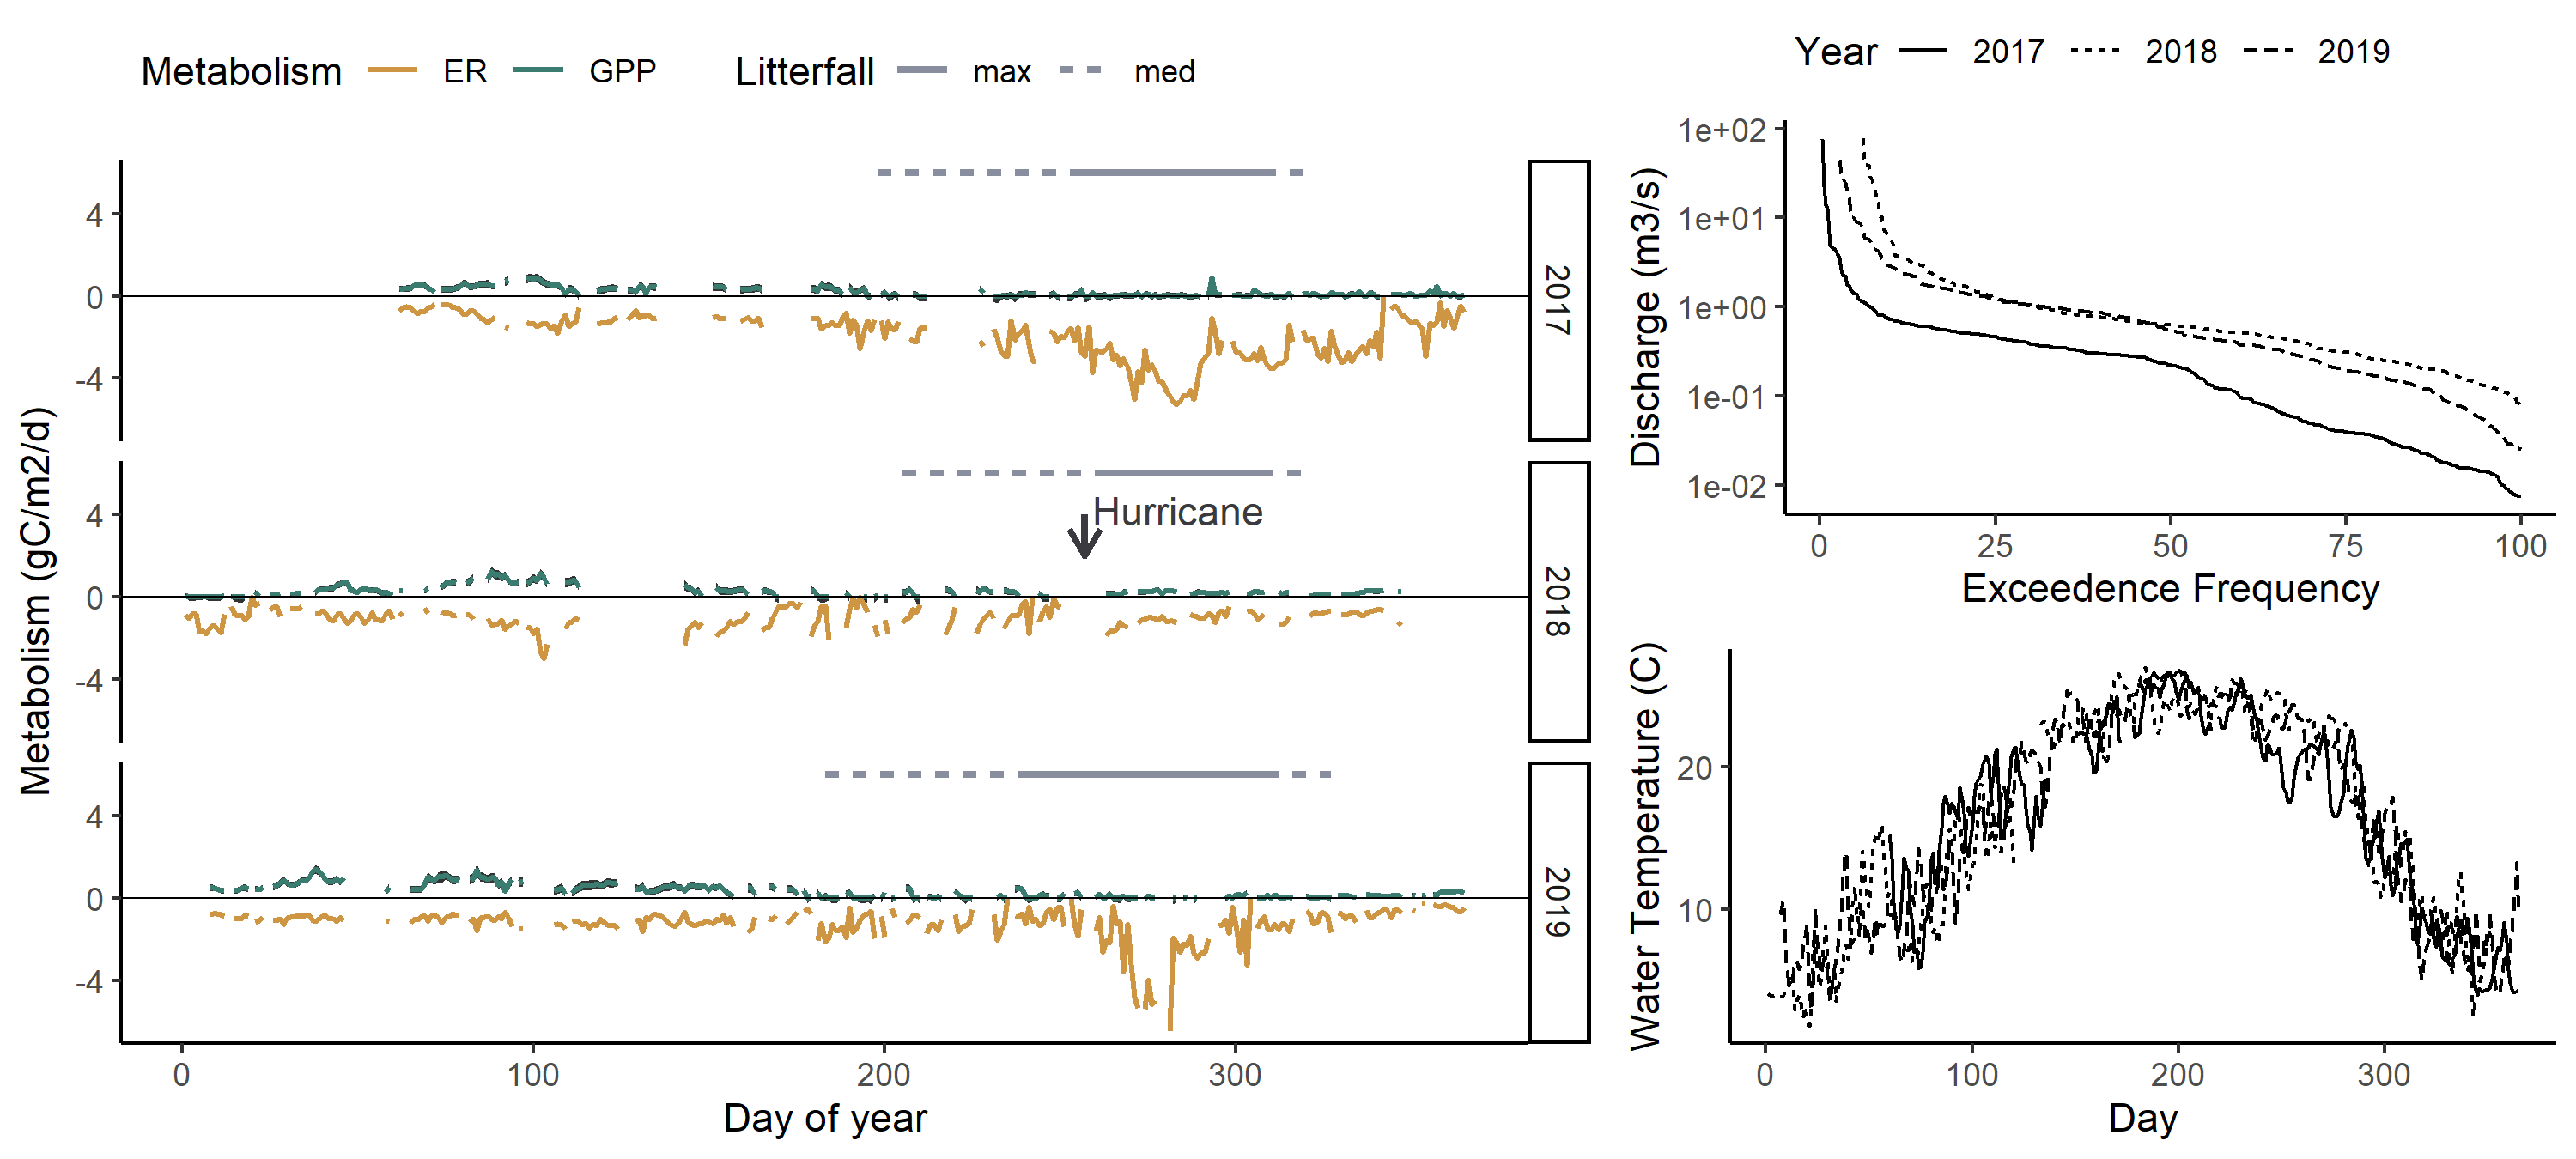 Metabolism ER GPP Litterfall max med
Metabolism (gC/m2/d)
4
0
-4
2017
4
0
-4
Hurricane
2018
4
0
-4
2019
0 100 200 300
Day of year
Year 2017 2018 2019
Discharge (m3/s)
1e+02
1e+01
1e+00
1e-01
1e-02
0 25 50 75 100
Exceedence Frequency
Water Temperature (C)
20
10
0 100 200 300
Day